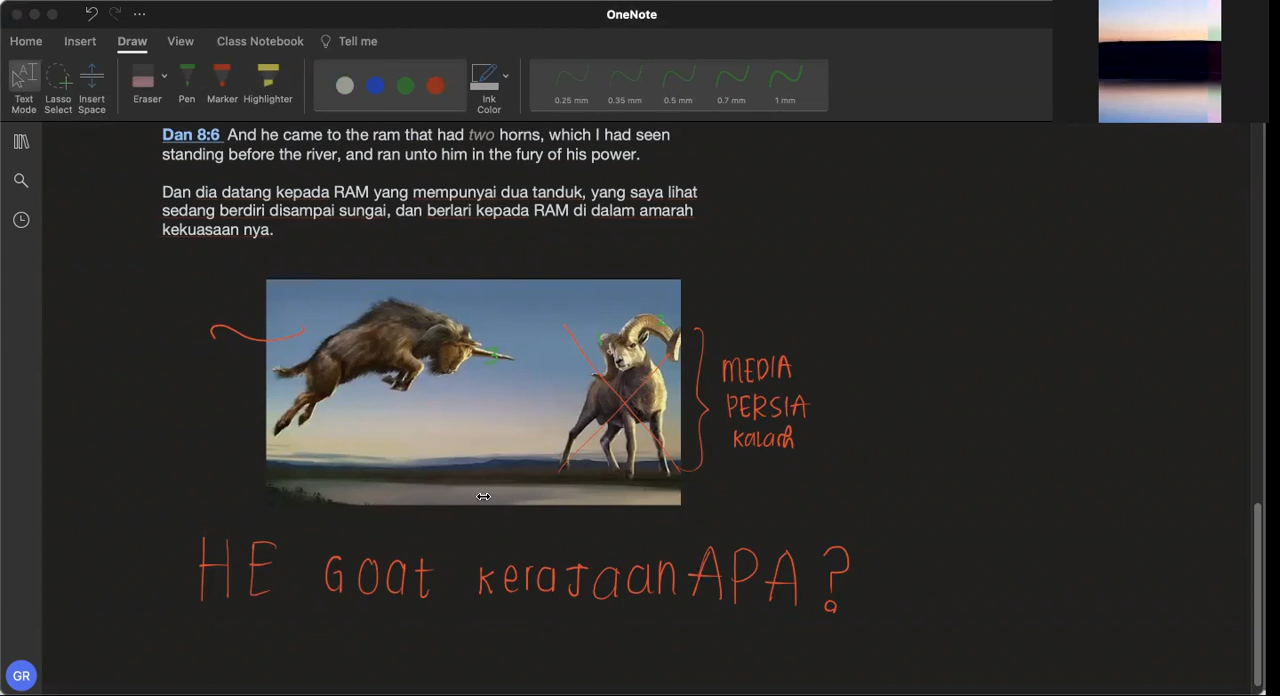 OneNote
Home Insert Draw View Class Notebook Tell me
Text Mode
Lasso Select
Insert Space
Eraser
Pen
Marker
Highlighter
Ink Color
0.25 mm 0.35 mm 0.5 mm 0.7 mm 1 mm
Dan 8:6 And he came to the ram that had two horns, which I had seen
standing before the river, and ran unto him in the fury of his power.
Dan dia datang kepada RAM yang mempunyai dua tanduk, yang saya lihat
sedang berdiri disampai sungai, dan berlari kepada RAM di dalam amarah
kekuasaan nya.
MEDIA
PERSIA
Kalah
HE Goat KerajaanAPA?
GR